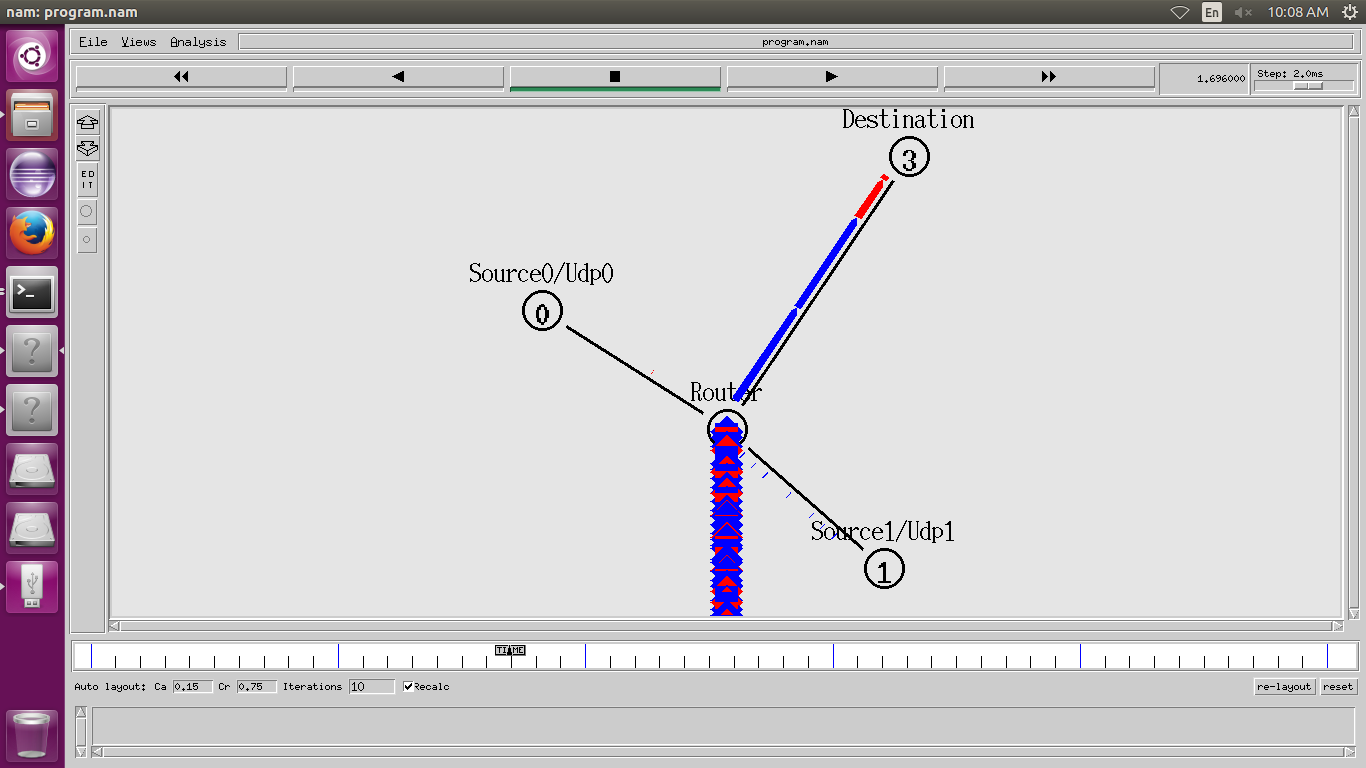 nam: program.nam
En
10:08 AM
File Views Analysis
program.nam
1.696000
Step: 2.0ms
ED
IT
Destination
3
Source0/Udp0
0
Router
Source1/Udp1
1
TIME
Auto layout: Ca 0.15 Cr 0.75 Iterations 10 Recalc
re-layout
reset